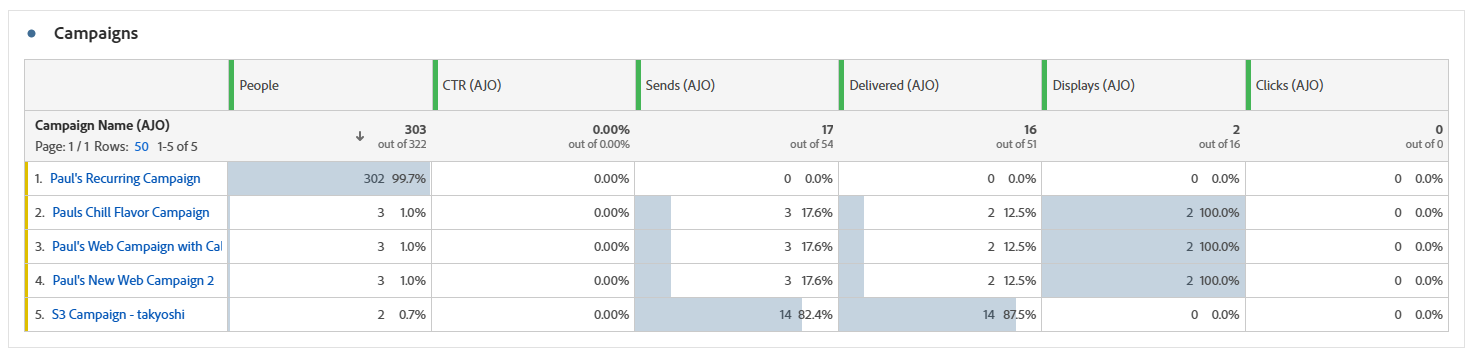 Campaigns
People CTR (AJO) Sends (AJO) Delivered (AJO) Displays (AJO) Clicks (AJO)
Campaign Name (AJO) 303 0.00% 17 16 2 0
Page: 1 / 1 Rows: 50 1-5 of 5 out of 322 out of 0.00% out of 54 out of 51 out of 16 out of 0
1. Paul's Recurring Campaign 302 99.7% 0.00% 0 0.0% 0 0.0% 0 0.0% 0 0.0%
2. Pauls Chill Flavor Campaign 3 1.0% 0.00% 3 17.6% 2 12.5% 2 100.0% 0 0.0%
3. Paul's Web Campaign with Cal 3 1.0% 0.00% 3 17.6% 2 12.5% 2 100.0% 0 0.0%
4. Paul's New Web Campaign 2 3 1.0% 0.00% 3 17.6% 2 12.5% 2 100.0% 0 0.0%
5. S3 Campaign - takyoshi 2 0.7% 0.00% 14 82.4% 14 87.5% 0 0.0% 0 0.0%